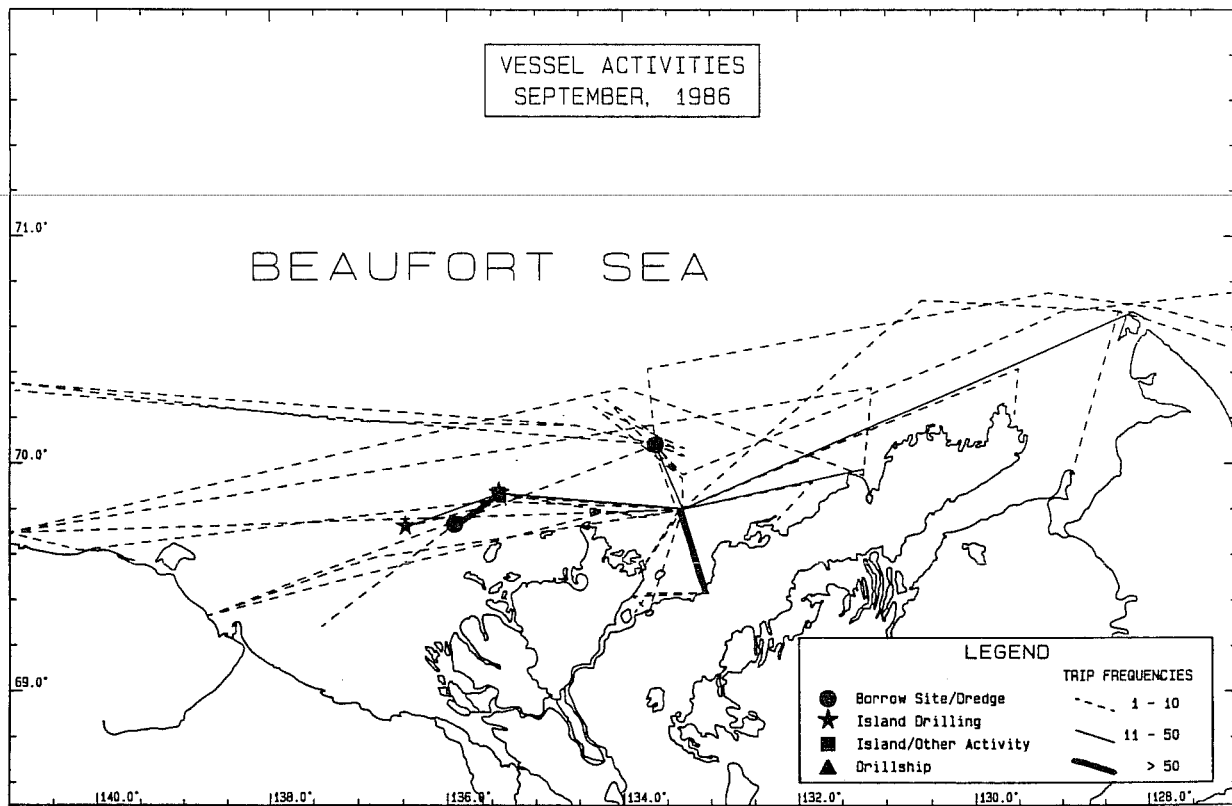 VESSEL ACTIVITIES
SEPTEMBER, 1986
71.0°
BEAUFORT SEA
70.0°
69.0°
LEGEND
TRIP FREQUENCIES
Borrow Site/Dredge
1 - 10
Island Drilling
11 - 50
Island/Other Activity
> 50
Drillship
140.0° 138.0° 136.0° 134.0° 132.0° 130.0° 128.0°